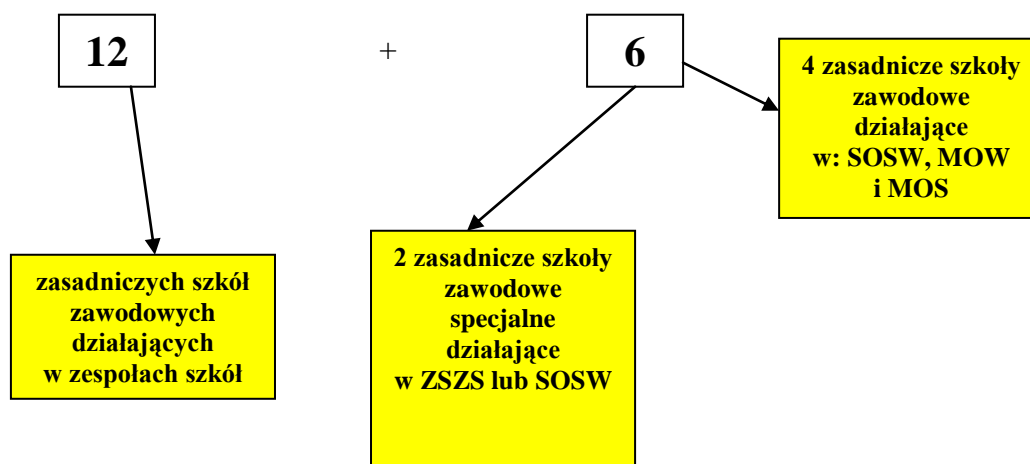 12 + 6
4 zasadnicze szkoły
zawodowe
działające
w: SOSW, MOW
i MOS
zasadniczych szkół
zawodowych
działających
w zespołach szkół
2 zasadnicze szkoły
zawodowe
specjalne
działające
w ZSZS lub SOSW